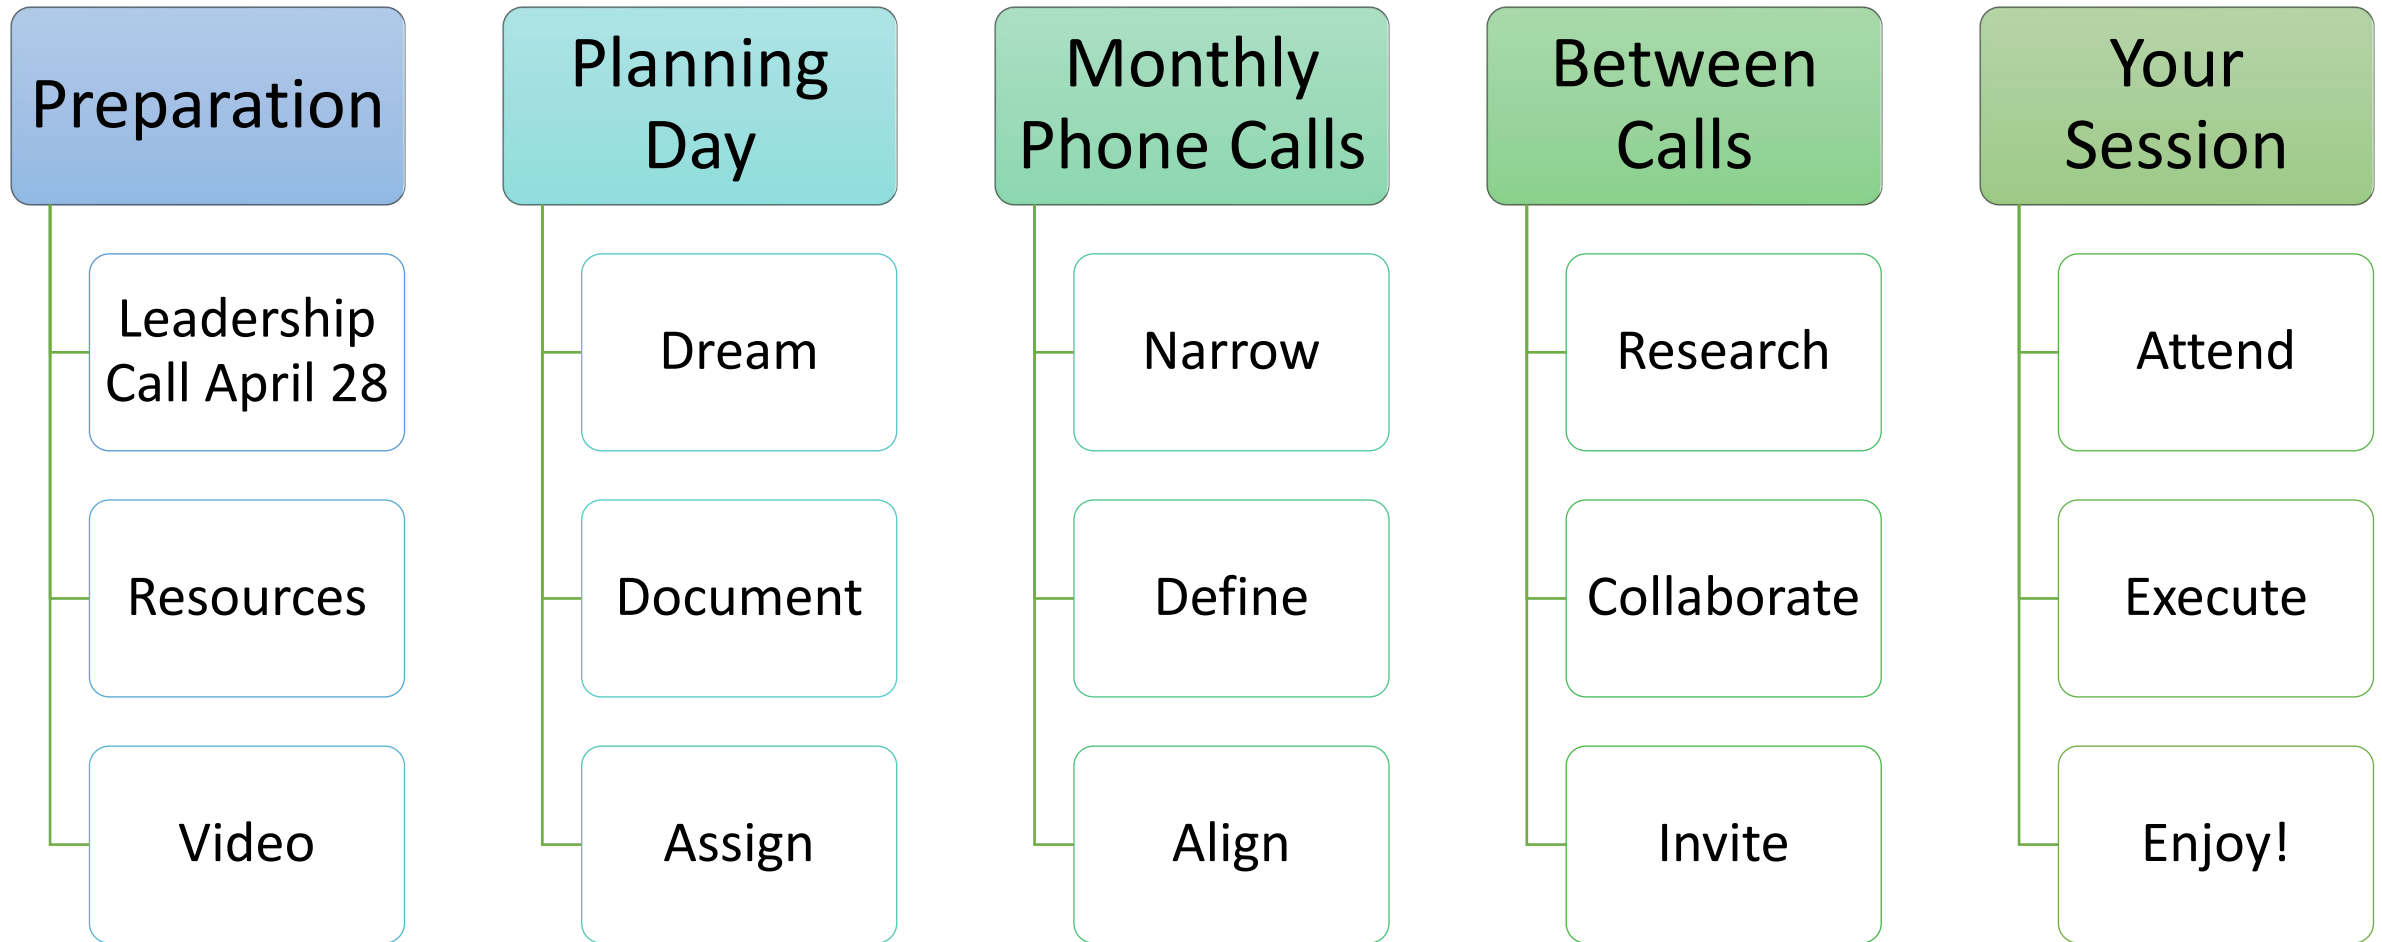 Preparation
Leadership
Call April 28
Resources
Video
Planning
Day
Dream
Document
Assign
Monthly
Phone Calls
Narrow
Define
Align
Between
Calls
Research
Collaborate
Invite
Your
Session
Attend
Execute
Enjoy!